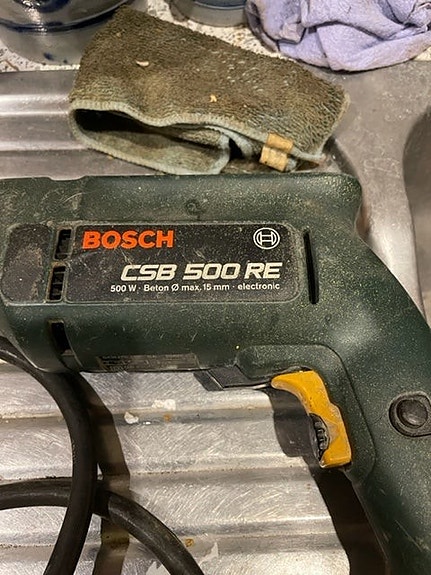 BOSCH
CSB 500 RE
500 W · Beton Ø max. 15 mm · electronic